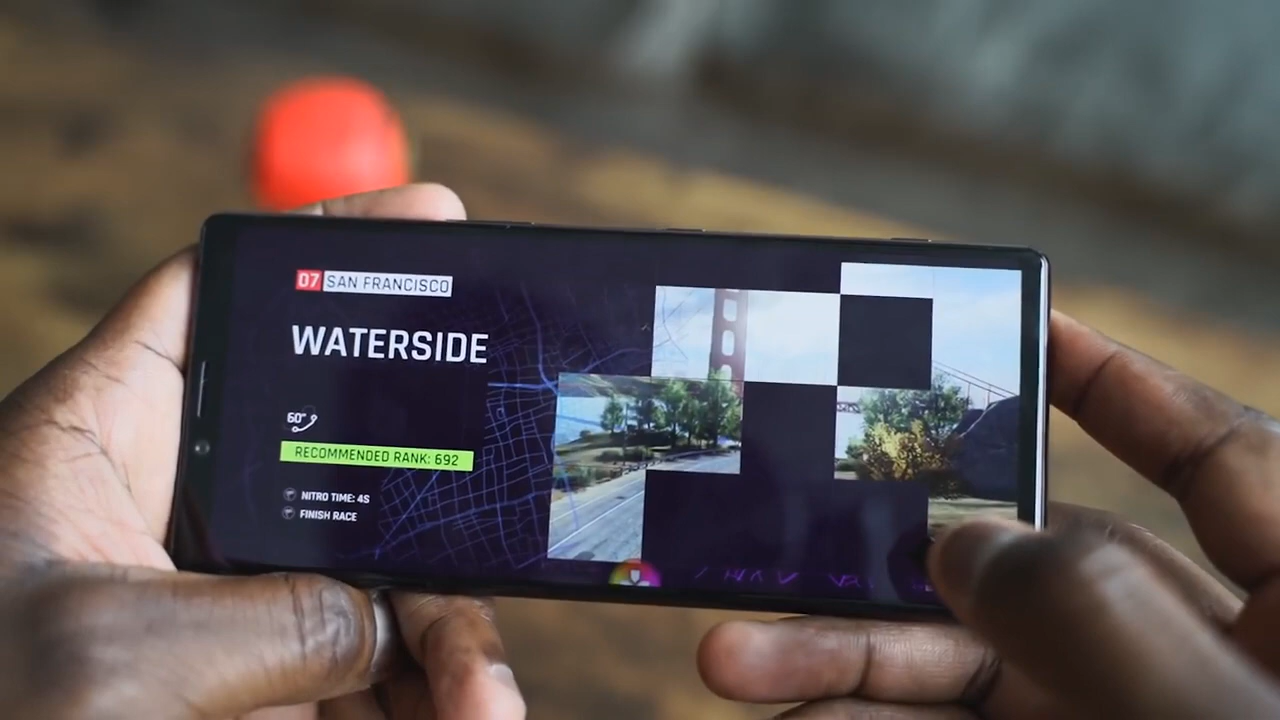 07 SAN FRANCISCO
WATERSIDE
60"
RECOMMENDED RANK: 692
NITRO TIME: 4S
FINISH RACE